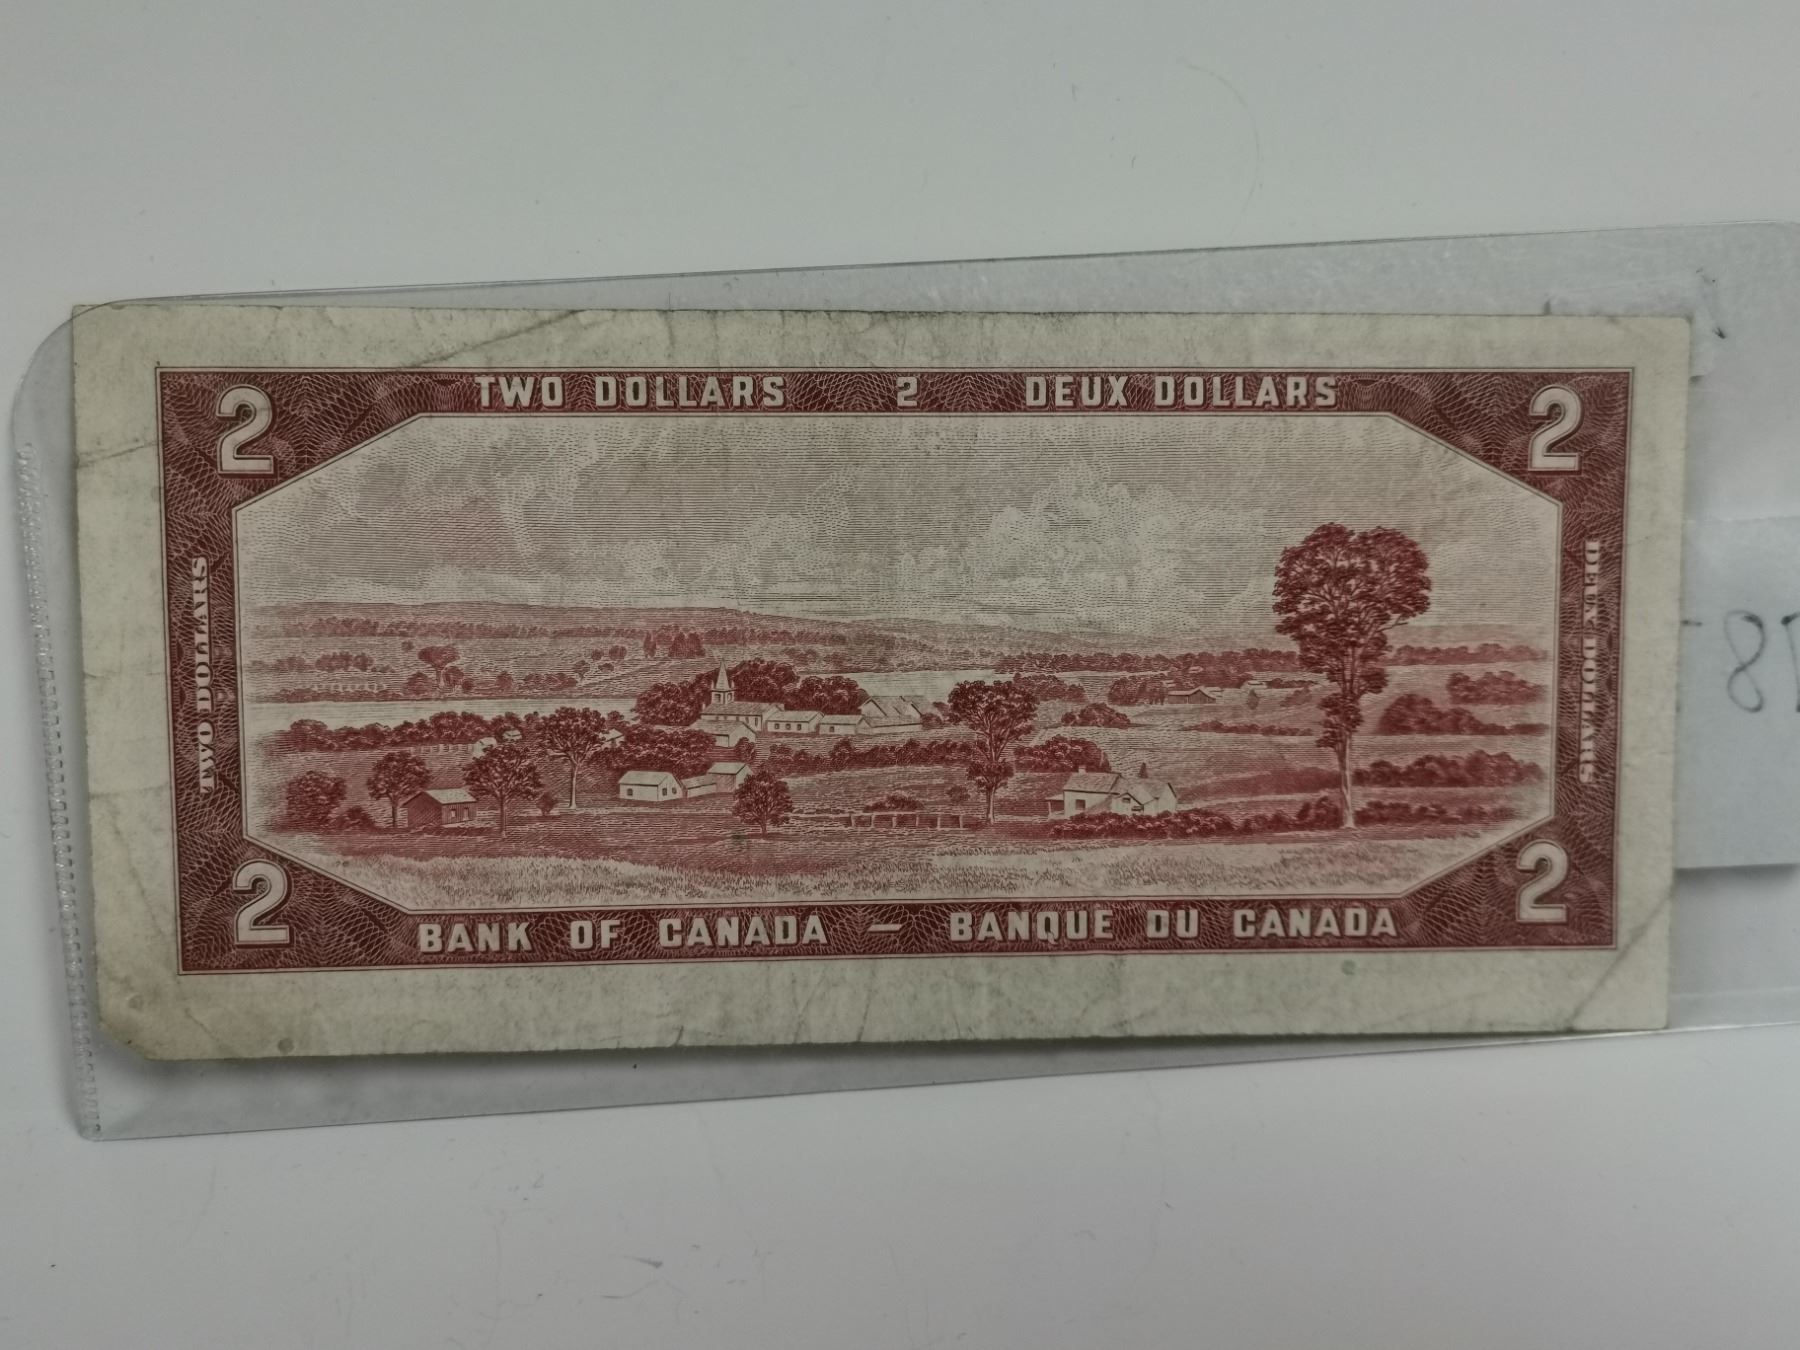 2 TWO DOLLARS 2 DEUX DOLLARS 2
TWO DOLLARS
DEUX DOLLARS
2 BANK OF CANADA – BANQUE DU CANADA 2